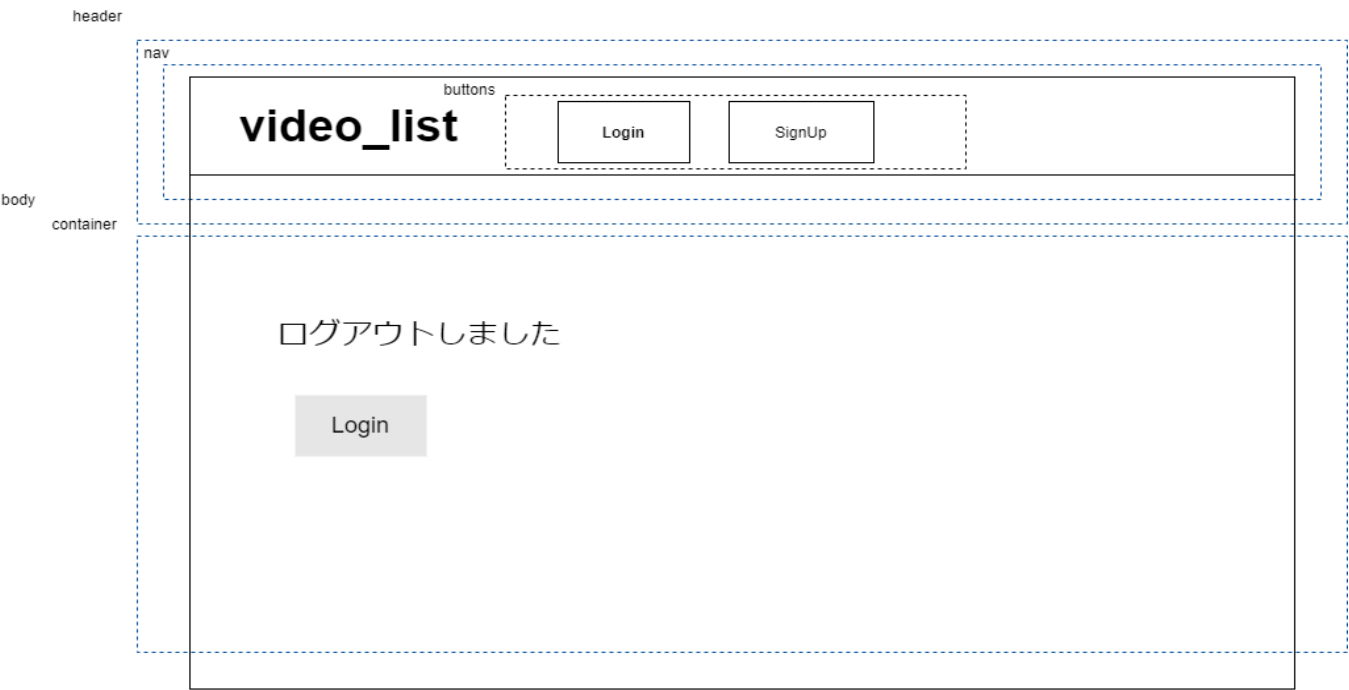 header
nav
buttons
video_list
Login
SignUp
body
container
ログアウトしました
Login